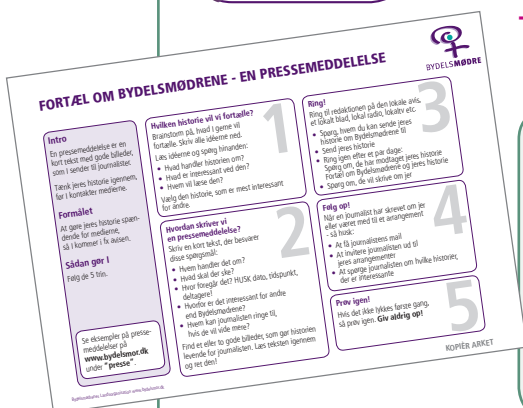 FORTÆL OM BYDELSMØDRENE - EN PRESSEMEDDELELSE
BYDELSMØDRE
Intro
En pressemeddelelse er en
kort tekst med gode billeder,
som I sender til journalister.
Tænk jeres historie igennem,
før I kontakter medierne.
Formålet
At gøre jeres historie spæn-
dende for medierne,
så I kommer i fx avisen.
Sådan gør I
Følg de 5 trin.
Se eksempler på presse-
meddelelser på
www.bydelsmor.dk
under "presse".
1
Hvilken historie vil vi fortælle?
Brainstorm på, hvad I gerne vil
fortælle. Skriv alle idéerne ned.
Læs idéerne og spørg hinanden:
• Hvad handler historien om?
• Hvad er interessant ved den?
• Hvem vil læse den?
Vælg den historie, som er mest interessant
for andre.
2
Hvordan skriver vi
en pressemeddelelse?
Skriv en kort tekst, der besvarer
disse spørgsmål:
• Hvem handler det om?
• Hvad skal der ske?
• Hvor foregår det? HUSK dato, tidspunkt,
deltagere!
• Hvorfor er det interessant for andre
end Bydelsmødrene?
• Hvem kan journalisten ringe til,
hvis de vil vide mere?
Find et eller to gode billeder, som gør historien
levende for journalisten. Læs teksten igennem
og ret den!
3
Ring!
Ring til redaktionen på den lokale avis,
et lokalt blad, lokal radio, lokaltv etc.
• Spørg, hvem du kan sende jeres
historie om Bydelsmødrene til
• Send jeres historie
• Ring igen efter et par dage:
Spørg om, de har modtaget jeres historie
Fortæl om Bydelsmødrene og jeres historie
• Spørg om, de vil skrive om jer
4
Følg op!
Når en journalist har skrevet om jer
eller været med til et arrangement
- så husk:
• At få journalistens mail
• At invitere journalisten ud til
jeres arrangementer
• At spørge journalisten om hvilke historier,
der er interessante
5
Prøv igen!
Hvis det ikke lykkes første gang,
så prøv igen. Giv aldrig op!
KOPIÉR ARKET